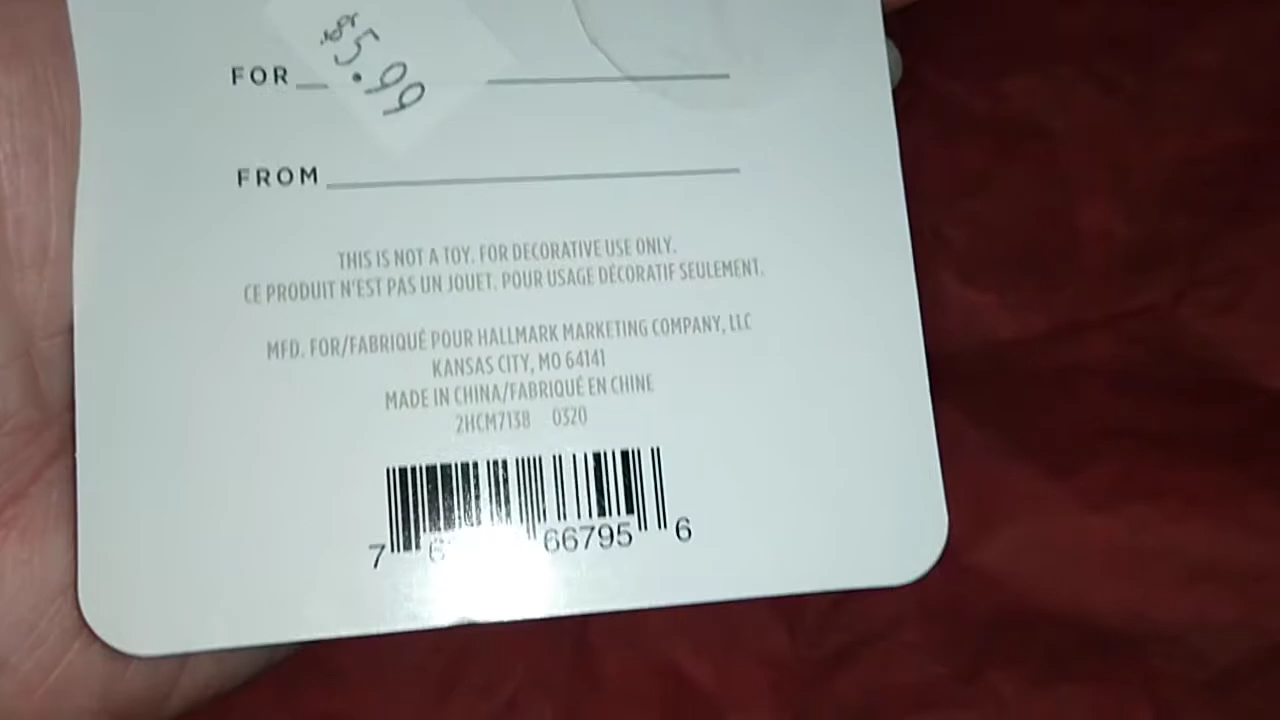 $5.99
FOR
FROM
THIS IS NOT A TOY. FOR DECORATIVE USE ONLY.
CE PRODUIT N'EST PAS UN JOUET. POUR USAGE DÉCORATIF SEULEMENT.
MFD. FOR/FABRIQUÉ POUR HALLMARK MARKETING COMPANY, LLC
KANSAS CITY, MO 64141
MADE IN CHINA/FABRIQUÉ EN CHINE
2HCM7138 0320
7 66795 6